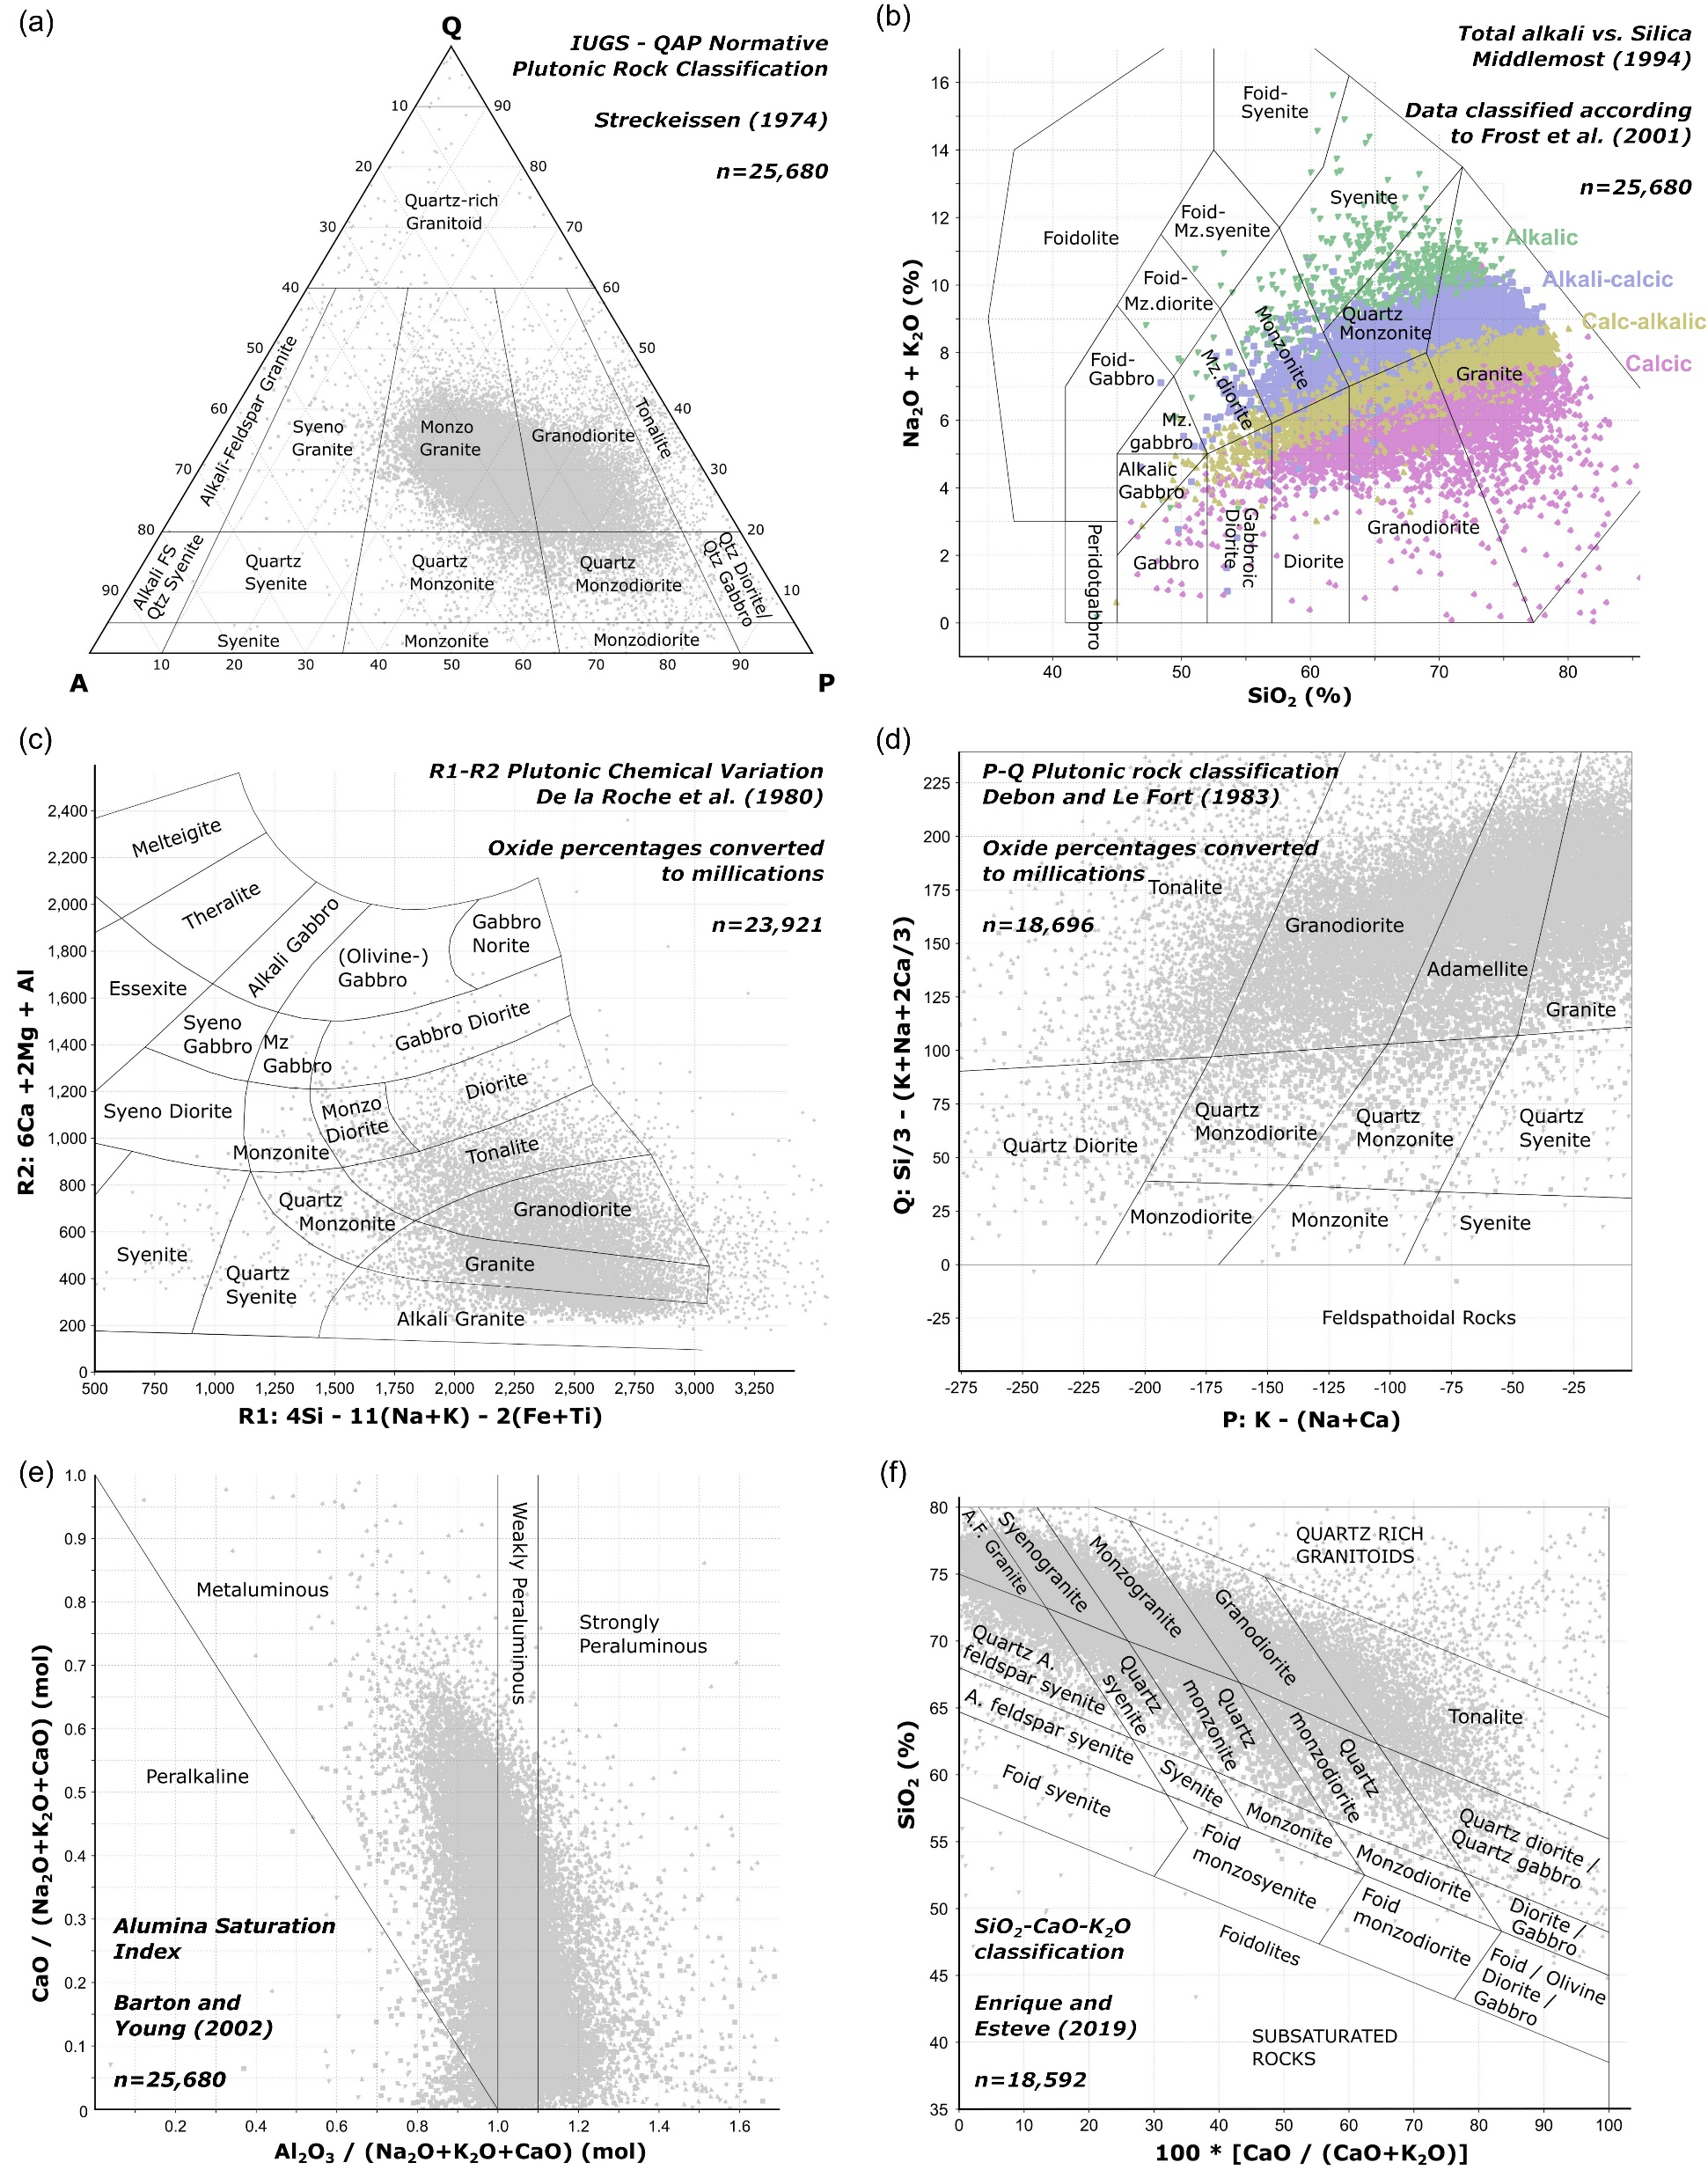 (a)
Q
IUGS - QAP Normative
Plutonic Rock Classification
Streckeissen (1974)
n=25,680
10
90
20
80
Quartz-rich
Granitoid
30
70
40
60
50
50
Alkali-Feldspar Granite
60
40
Syeno
Granite
Monzo
Granite
Granodiorite
Tonalite
70
30
80
20
Alkali FS
Qtz Syenite
Quartz
Syenite
Quartz
Monzonite
Quartz
Monzodiorite
Qtz Diorite/
Qtz Gabbro
90
10
Syenite
Monzonite
Monzodiorite
10
20
30
40
50
60
70
80
90
A
P
(b)
Total alkali vs. Silica
Middlemost (1994)
Data classified according
to Frost et al. (2001)
n=25,680
Na2O + K2O (%)
16
14
12
10
8
6
4
2
0
Foid-
Syenite
Syenite
Foid-
Mz.syenite
Foidolite
Foid-
Mz.diorite
Foid-
Gabbro
Monzonite
Mz.diorite
Quartz
Monzonite
Mz.
gabbro
Alkalic
Gabbro
Granite
Alkalic
Alkali-calcic
Calc-alkalic
Calcic
Peridotgabbro
Gabbro
Gabbroic
Diorite
Diorite
Granodiorite
40
50
60
70
80
SiO2 (%)
(c)
R1-R2 Plutonic Chemical Variation
De la Roche et al. (1980)
Oxide percentages converted
to millications
n=23,921
R2: 6Ca +2Mg + Al
2,400
2,200
2,000
1,800
1,600
1,400
1,200
1,000
800
600
400
200
0
Melteigite
Theralite
Alkali Gabbro
(Olivine-)
Gabbro
Gabbro
Norite
Essexite
Syeno
Gabbro
Mz
Gabbro
Gabbro Diorite
Syeno Diorite
Monzo
Diorite
Diorite
Monzonite
Tonalite
Quartz
Monzonite
Granodiorite
Syenite
Quartz
Syenite
Granite
Alkali Granite
500
750
1,000
1,250
1,500
1,750
2,000
2,250
2,500
2,750
3,000
3,250
R1: 4Si - 11(Na+K) - 2(Fe+Ti)
(d)
P-Q Plutonic rock classification
Debon and Le Fort (1983)
Oxide percentages converted
to millications
n=18,696
Q: Si/3 - (K+Na+2Ca/3)
225
200
175
150
125
100
75
50
25
0
-25
Tonalite
Granodiorite
Adamellite
Granite
Quartz Diorite
Quartz
Monzodiorite
Quartz
Monzonite
Quartz
Syenite
Monzodiorite
Monzonite
Syenite
Feldspathoidal Rocks
-275
-250
-225
-200
-175
-150
-125
-100
-75
-50
-25
P: K - (Na+Ca)
(e)
CaO / (Na2O+K2O+CaO) (mol)
1.0
0.9
0.8
0.7
0.6
0.5
0.4
0.3
0.2
0.1
0
Metaluminous
Weakly Peraluminous
Strongly
Peraluminous
Peralkaline
Alumina Saturation
Index
Barton and
Young (2002)
n=25,680
0.2
0.4
0.6
0.8
1.0
1.2
1.4
1.6
Al2O3 / (Na2O+K2O+CaO) (mol)
(f)
SiO2 (%)
80
75
70
65
60
55
50
45
40
35
A.F. Granite
Syenogranite
Monzogranite
Granodiorite
QUARTZ RICH
GRANITOIDS
Tonalite
Quartz A.
feldspar syenite
Quartz
syenite
Quartz
monzonite
Quartz
monzodiorite
Quartz diorite /
Quartz gabbro
A. feldspar syenite
Syenite
Monzonite
Monzodiorite
Diorite /
Gabbro
Foid syenite
Foid
monzosyenite
Foid
monzodiorite
Foid / Olivine
Diorite /
Gabbro
Foidolites
SUBSATURATED
ROCKS
SiO2-CaO-K2O
classification
Enrique and
Esteve (2019)
n=18,592
0
10
20
30
40
50
60
70
80
90
100
100 * [CaO / (CaO+K2O)]